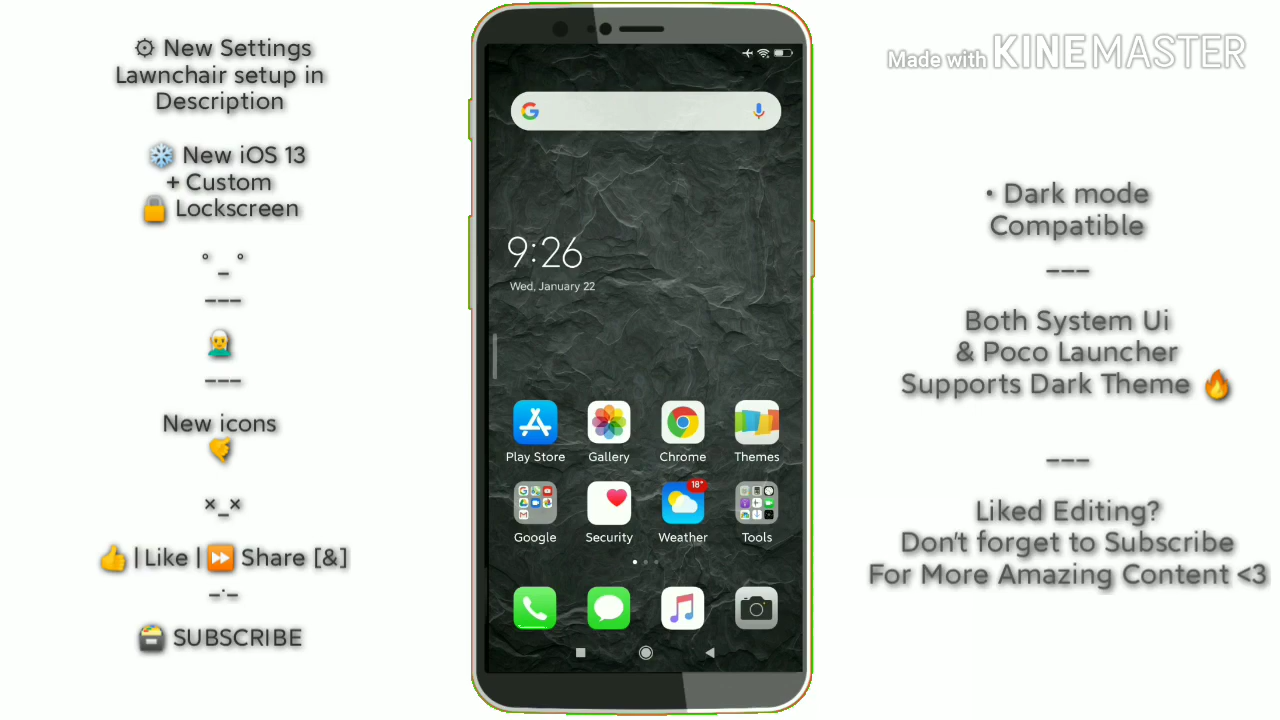 ⚙ New Settings
Lawnchair setup in
Description
❄️ New iOS 13
+ Custom
🔒 Lockscreen
° _ °
---
---
New icons
×_×
👍 | Like | ⏩ Share [&]
-·-
🗃️ SUBSCRIBE
9:26
Wed, January 22
Play Store
Gallery
Chrome
Themes
18°
Google
Security
Weather
Tools
Made with KINEMASTER
• Dark mode
Compatible
---
Both System Ui
& Poco Launcher
Supports Dark Theme 🔥
---
Liked Editing?
Don't forget to Subscribe
For More Amazing Content <3